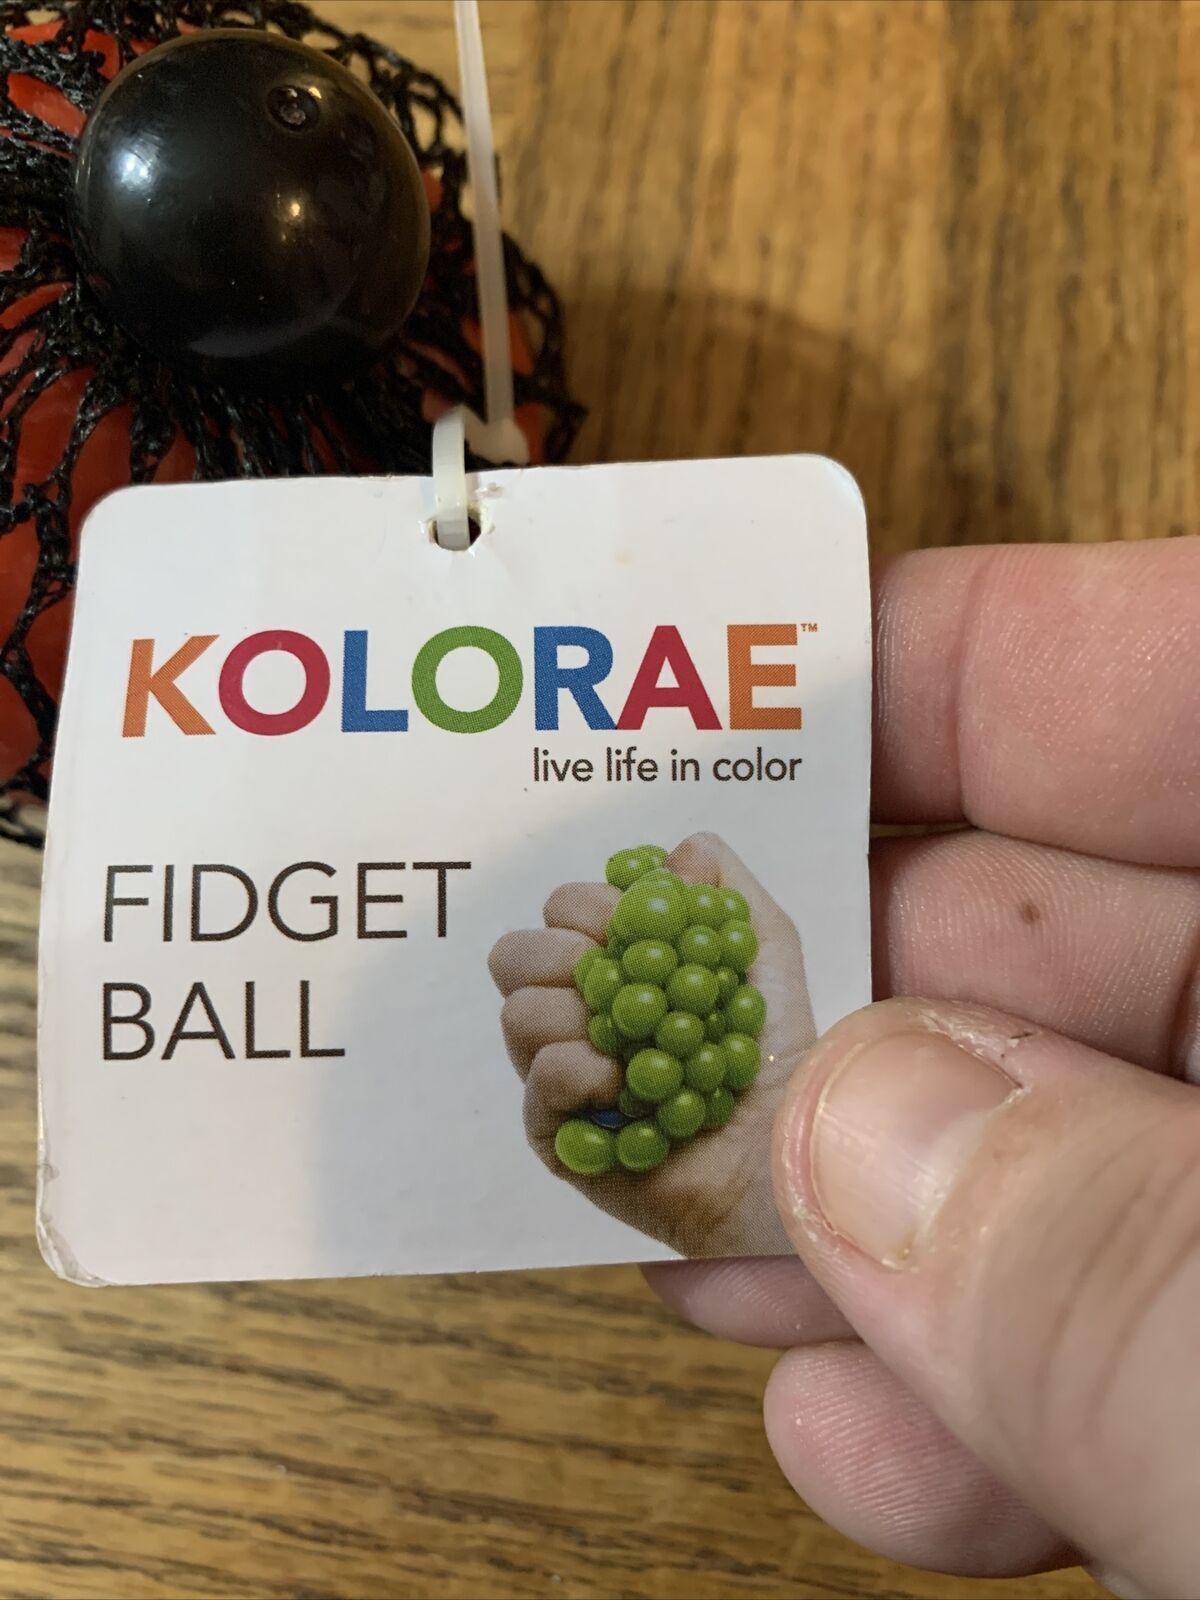 KOLORAE™
live life in color
FIDGET
BALL